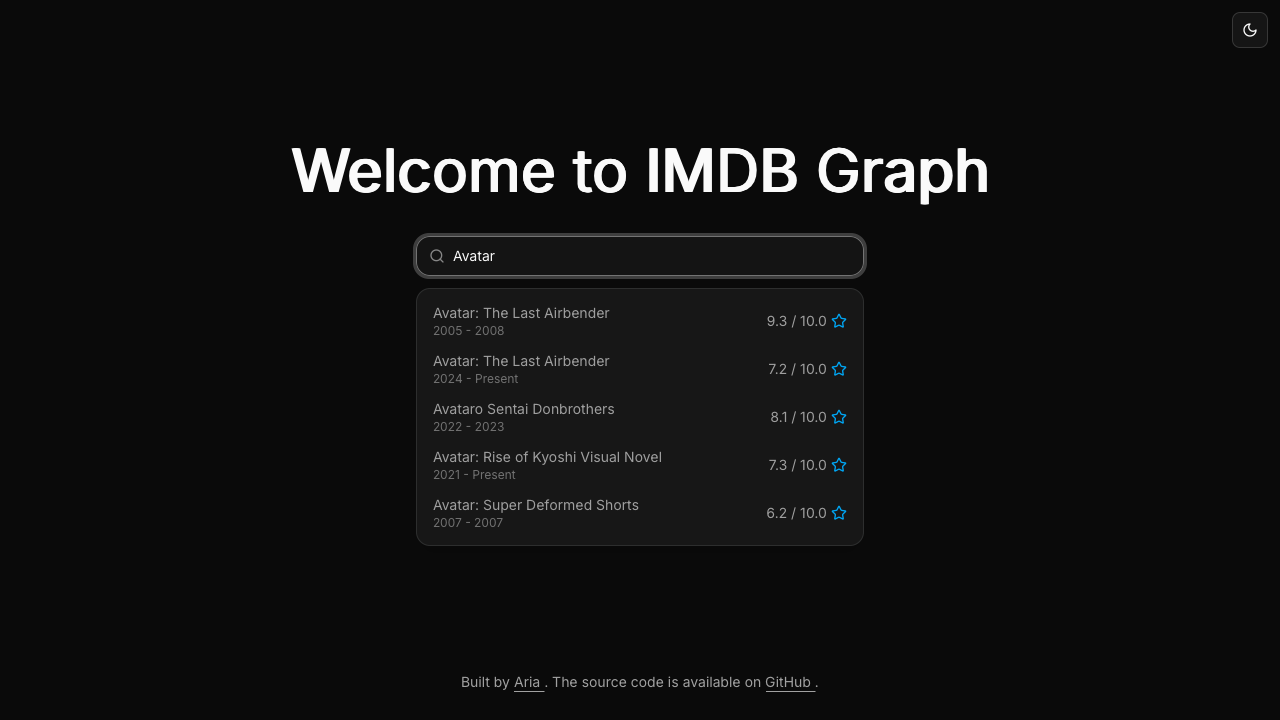 Welcome to IMDB Graph
Avatar
Avatar: The Last Airbender
2005 - 2008
9.3 / 10.0
Avatar: The Last Airbender
2024 - Present
7.2 / 10.0
Avataro Sentai Donbrothers
2022 - 2023
8.1 / 10.0
Avatar: Rise of Kyoshi Visual Novel
2021 - Present
7.3 / 10.0
Avatar: Super Deformed Shorts
2007 - 2007
6.2 / 10.0
Built by Aria . The source code is available on GitHub .